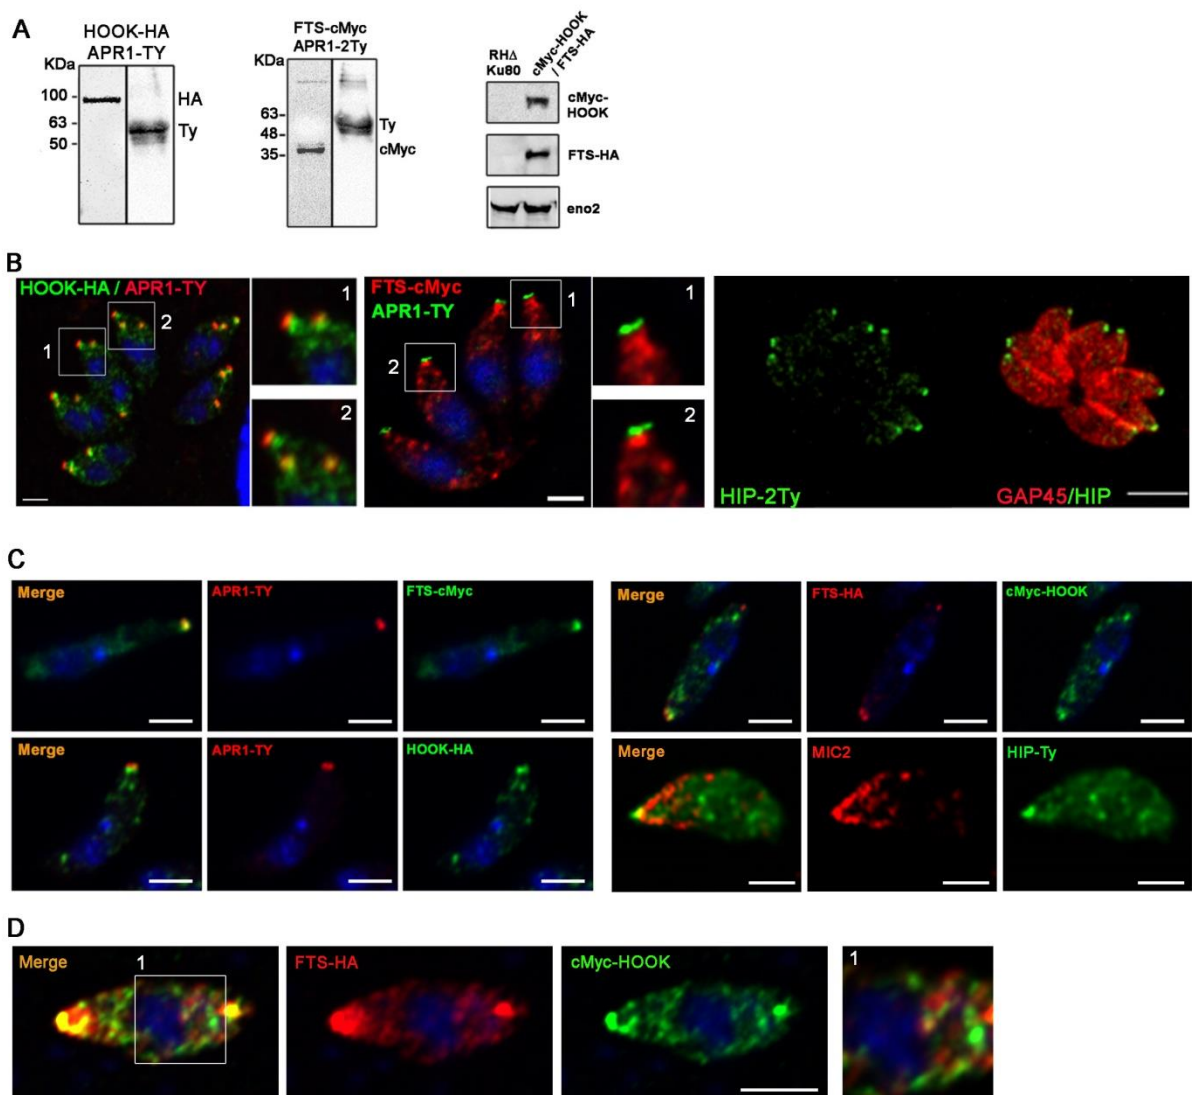 A
HOOK-HA
APR1-TY
KDa
100
63
50
HA
Ty
FTS-cMyc
APR1-2Ty
KDa
63
48
35
Ty
cMyc
RHΔ
Ku80
cMyc-HOOK
/ FTS-HA
cMyc-
HOOK
FTS-HA
eno2
B
HOOK-HA / APR1-TY
1
2
1
2
FTS-cMyc
APR1-TY
1
2
1
2
HIP-2Ty
GAP45/HIP
C
Merge
APR1-TY
FTS-cMyc
Merge
FTS-HA
cMyc-HOOK
Merge
APR1-TY
HOOK-HA
Merge
MIC2
HIP-Ty
D
Merge
1
FTS-HA
cMyc-HOOK
1